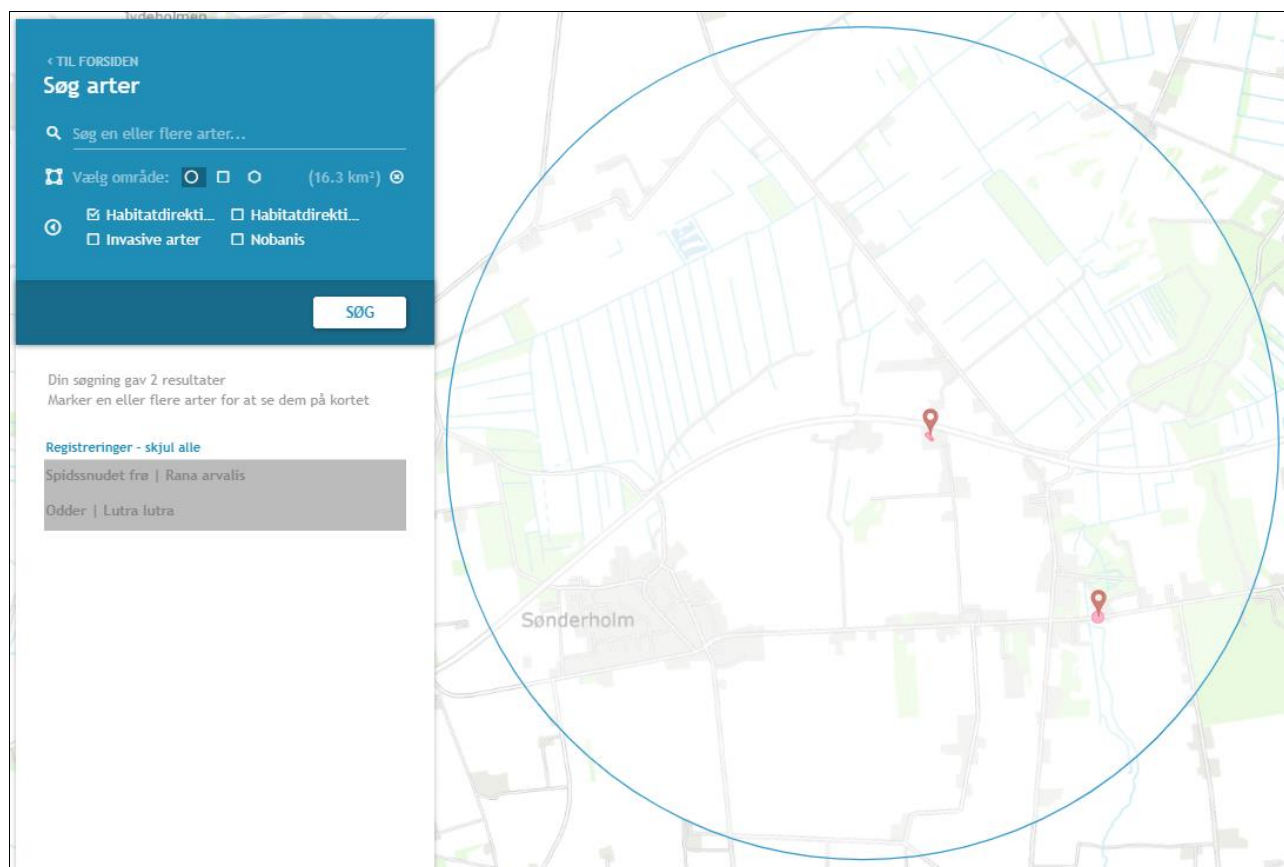 Jydeholmen
‹ TIL FORSIDEN
Søg arter
Søg en eller flere arter...
Vælg område: (16.3 km²)
Habitatdirekti... Habitatdirekti...
Invasive arter Nobanis
SØG
Din søgning gav 2 resultater
Marker en eller flere arter for at se dem på kortet
Registreringer - skjul alle
Spidssnudet frø | Rana arvalis
Odder | Lutra lutra
Sønderholm